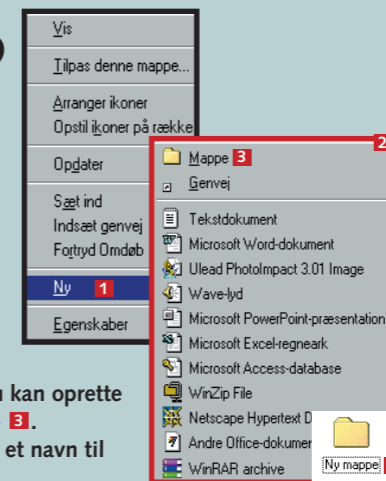 )
Vis
Tilpas denne mappe...
Arranger ikoner
Opstil ikoner på række
Opdater
Sæt ind
Indsæt genvej
Fortryd Omdøb
Ny 1
Egenskaber
2
Mappe 3
Genvej
Tekstdokument
Microsoft Word-dokument
Ulead PhotoImpact 3.01 Image
Wave-lyd
Microsoft PowerPoint-præsentation
Microsoft Excel-regneark
Microsoft Access-database
WinZip File
Netscape Hypertext D
Andre Office-dokumer
WinRAR archive
Ny mappe
kan oprette
3.
et navn til